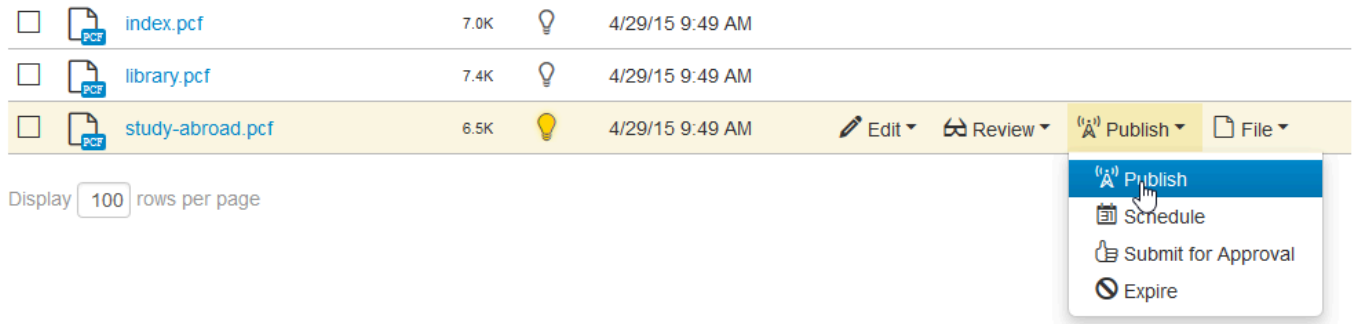 index.pcf 7.0K 4/29/15 9:49 AM
PCF
library.pcf 7.4K 4/29/15 9:49 AM
PCF
study-abroad.pcf 6.5K 4/29/15 9:49 AM Edit Review Publish File
PCF
Publish
Display 100 rows per page
31 Schedule
Submit for Approval
Expire